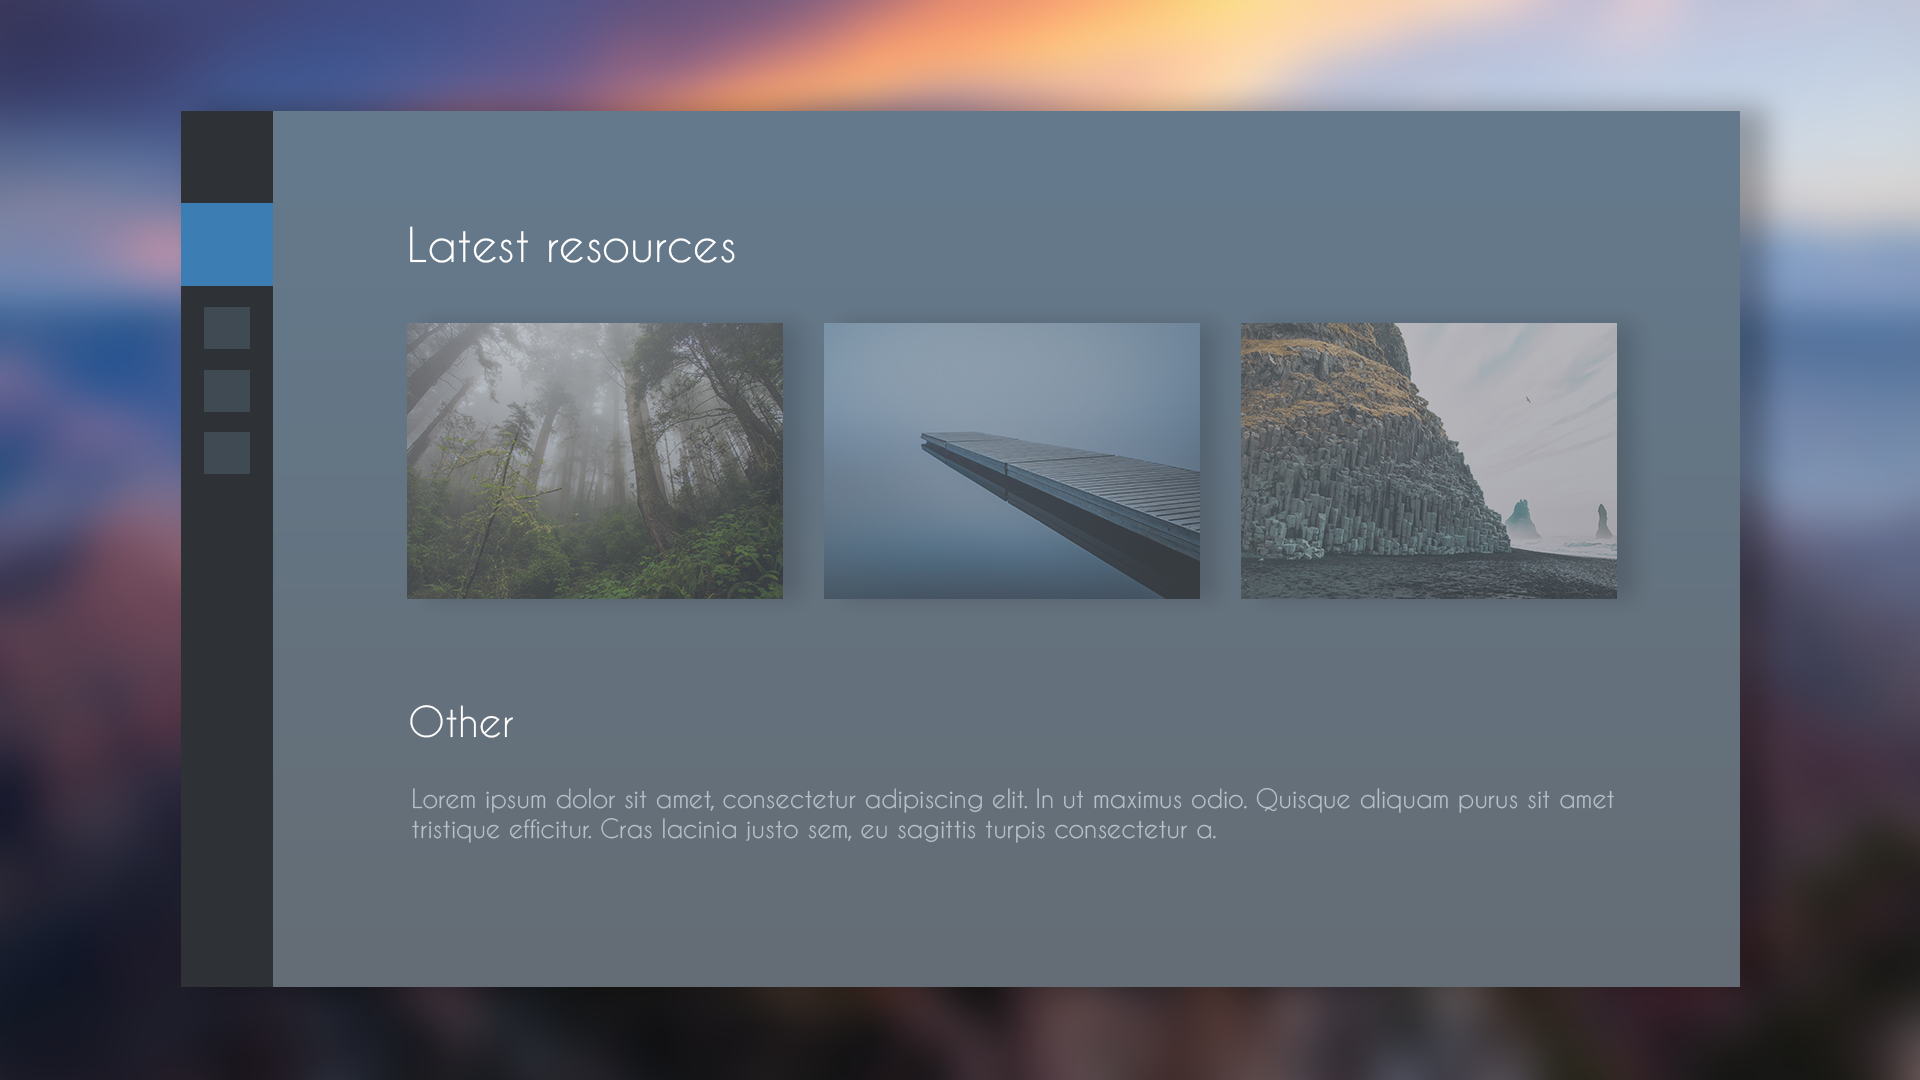 Latest resources
Other
Lorem ipsum dolor sit amet, consectetur adipiscing elit. In ut maximus odio. Quisque aliquam purus sit amet
tristique efficitur. Cras lacinia justo sem, eu sagittis turpis consectetur a.